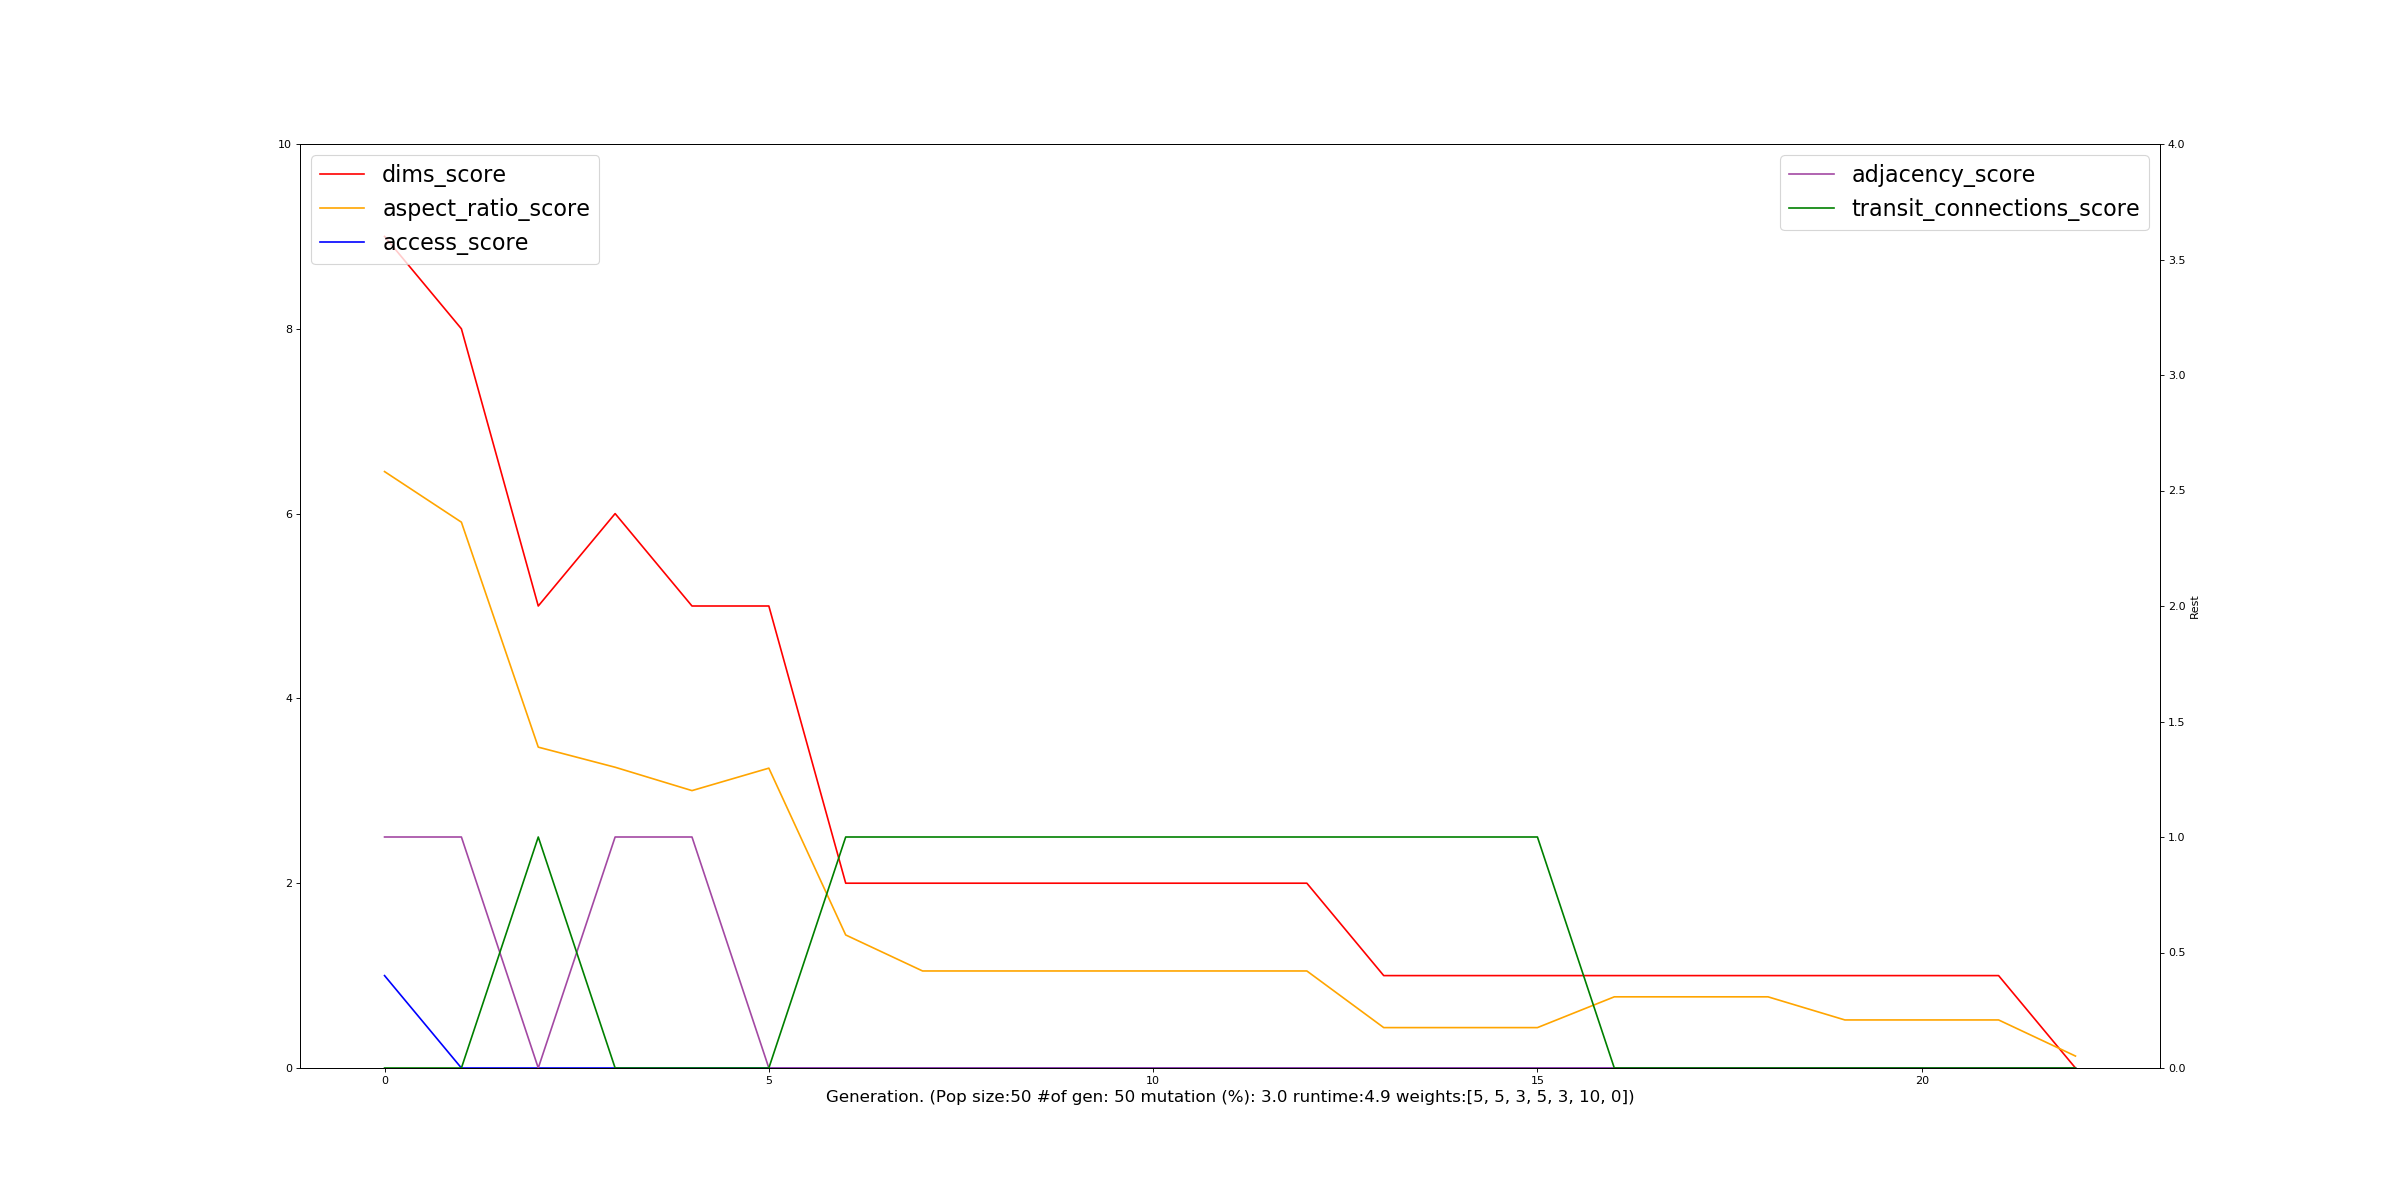 10
8
6
4
2
0
dims_score
aspect_ratio_score
access_score
adjacency_score
transit_connections_score
4.0
3.5
3.0
2.5
2.0
1.5
1.0
0.5
0.0
Rest
0 5 10 15 20
Generation. (Pop size:50 #of gen: 50 mutation (%): 3.0 runtime:4.9 weights:[5, 5, 3, 5, 3, 10, 0])